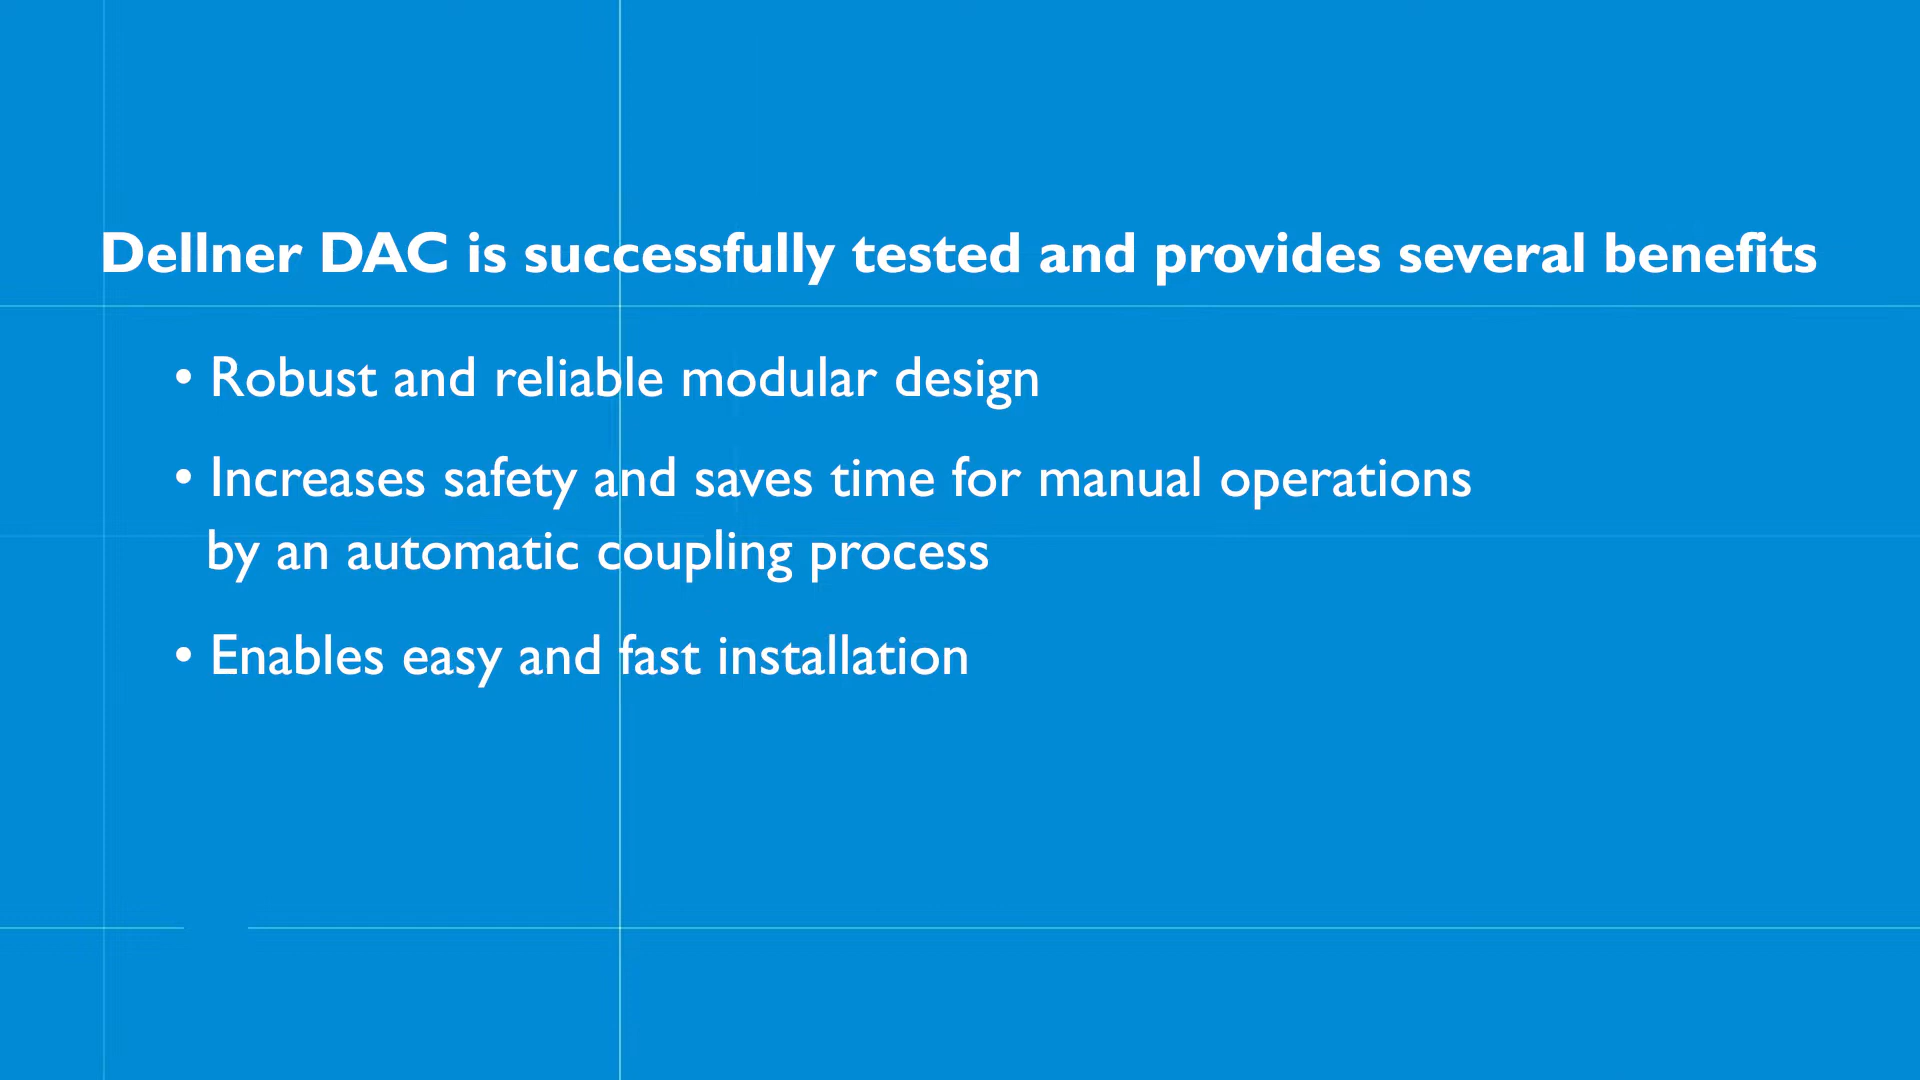 Dellner DAC is successfully tested and provides several benefits
• Robust and reliable modular design
• Increases safety and saves time for manual operations
by an automatic coupling process
• Enables easy and fast installation